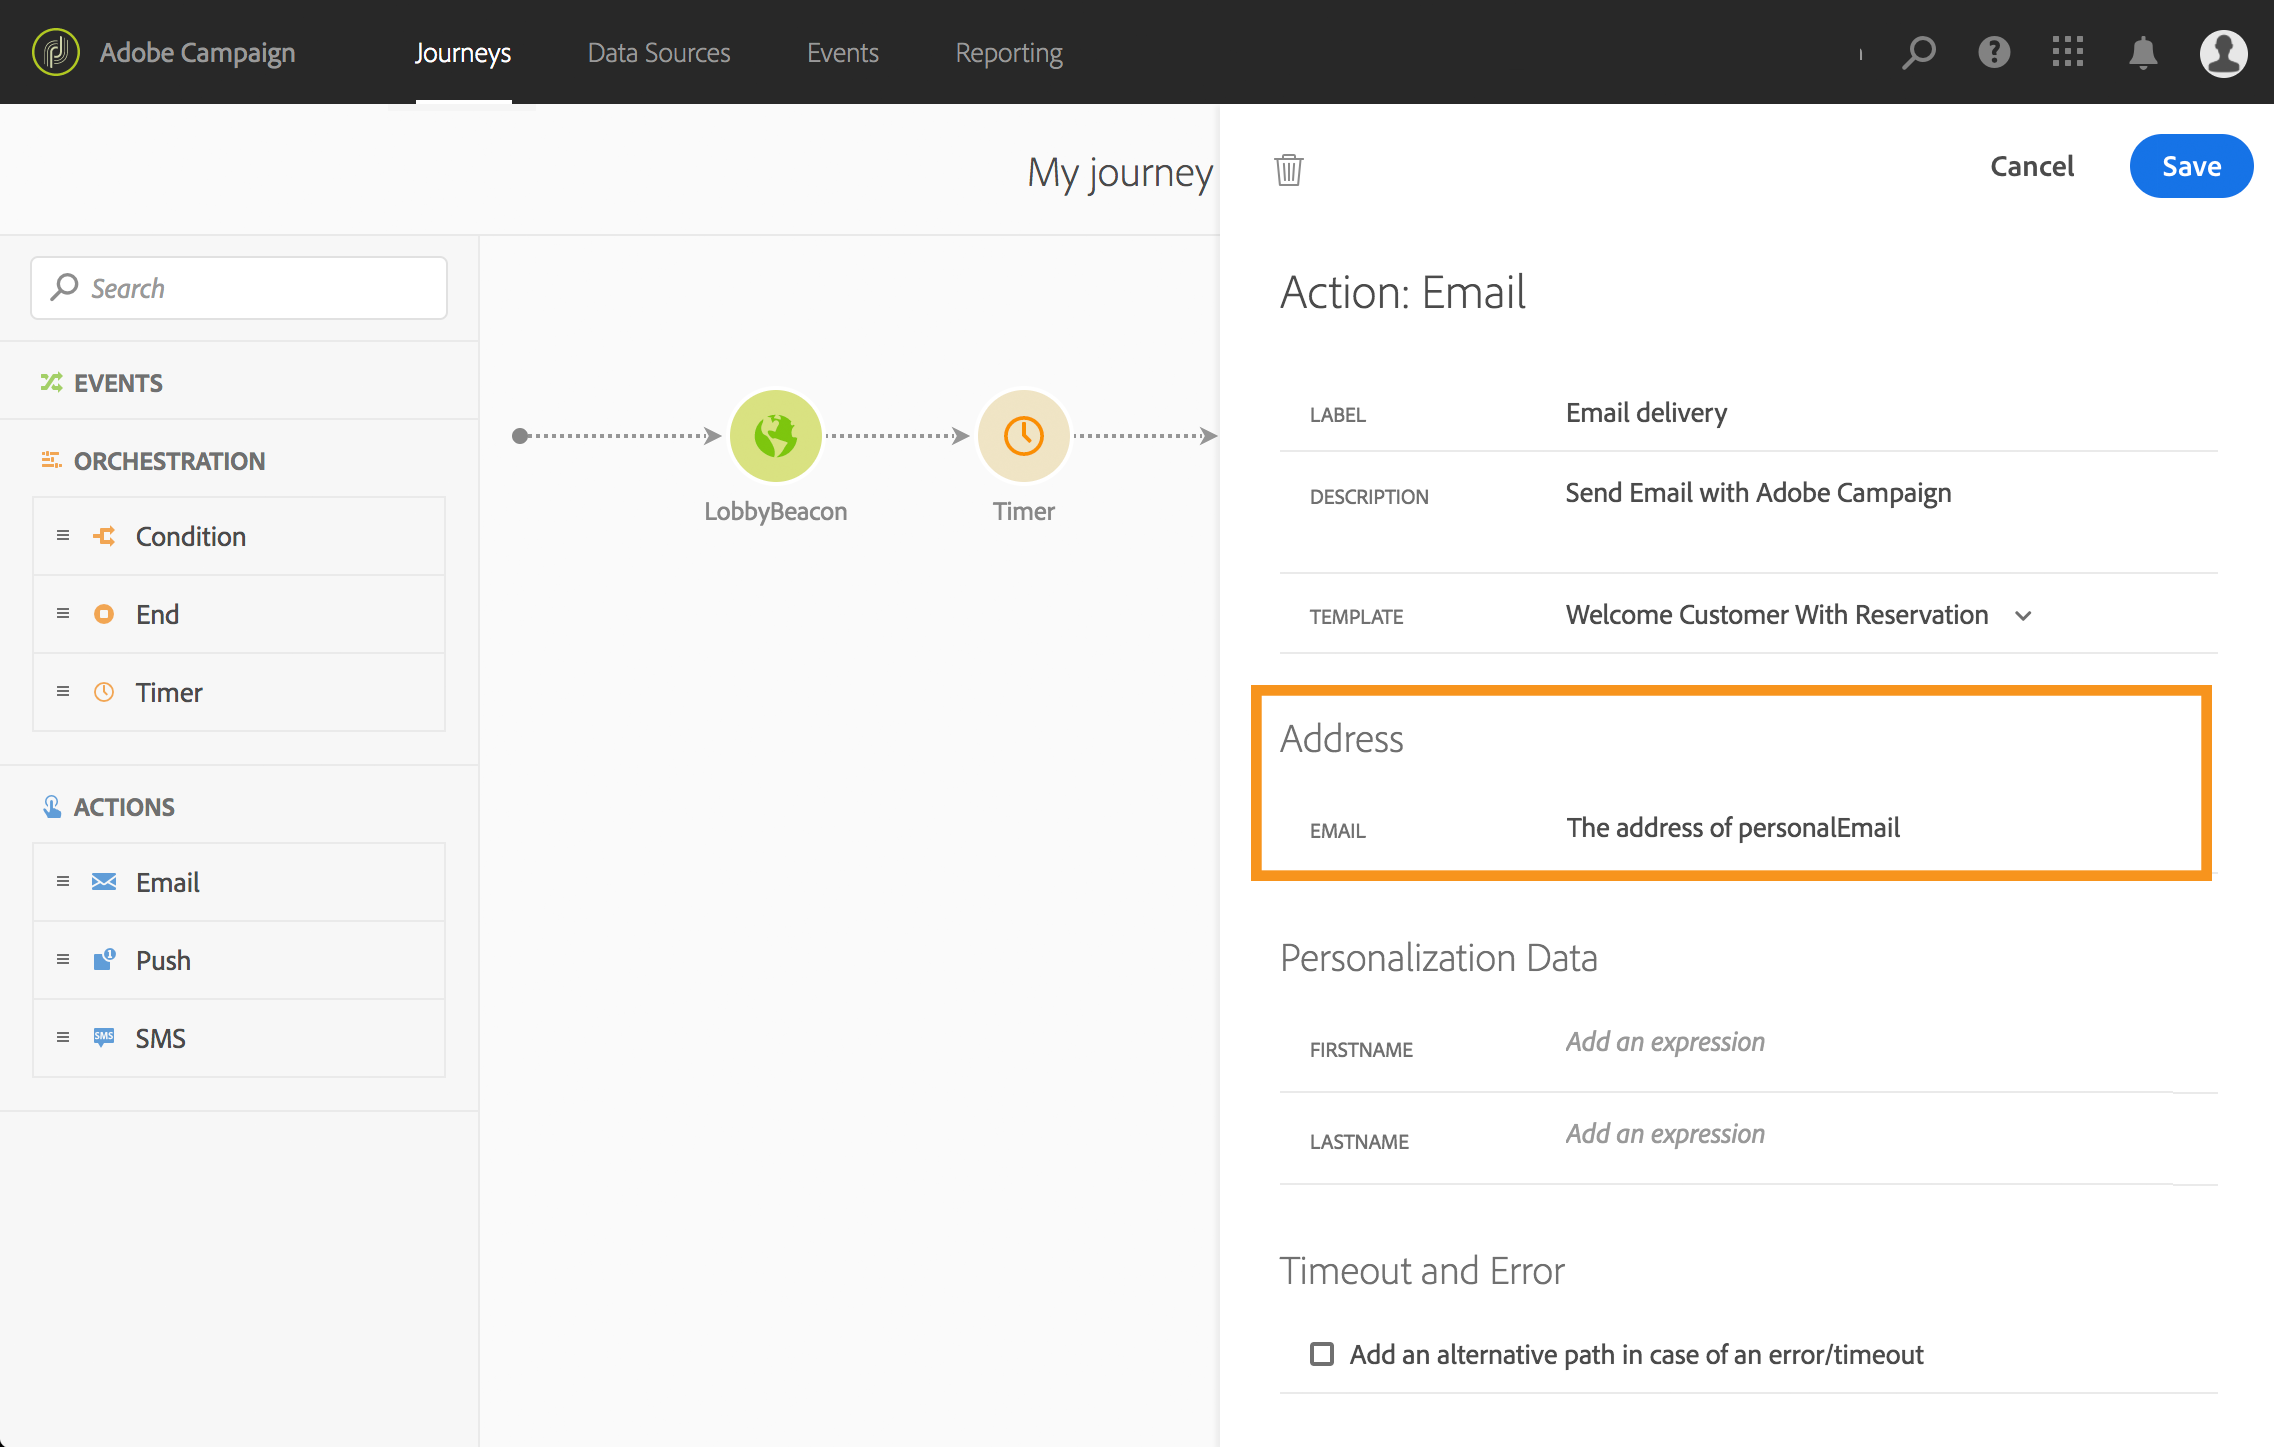 Adobe Campaign
Journeys
Data Sources
Events
Reporting
My journey
Cancel
Save
Search
EVENTS
ORCHESTRATION
Condition
End
Timer
ACTIONS
Email
1
Push
SMS
SMS
LobbyBeacon
Timer
Action: Email
LABEL Email delivery
DESCRIPTION Send Email with Adobe Campaign
TEMPLATE Welcome Customer With Reservation
Address
EMAIL The address of personalEmail
Personalization Data
FIRSTNAME Add an expression
LASTNAME Add an expression
Timeout and Error
Add an alternative path in case of an error/timeout